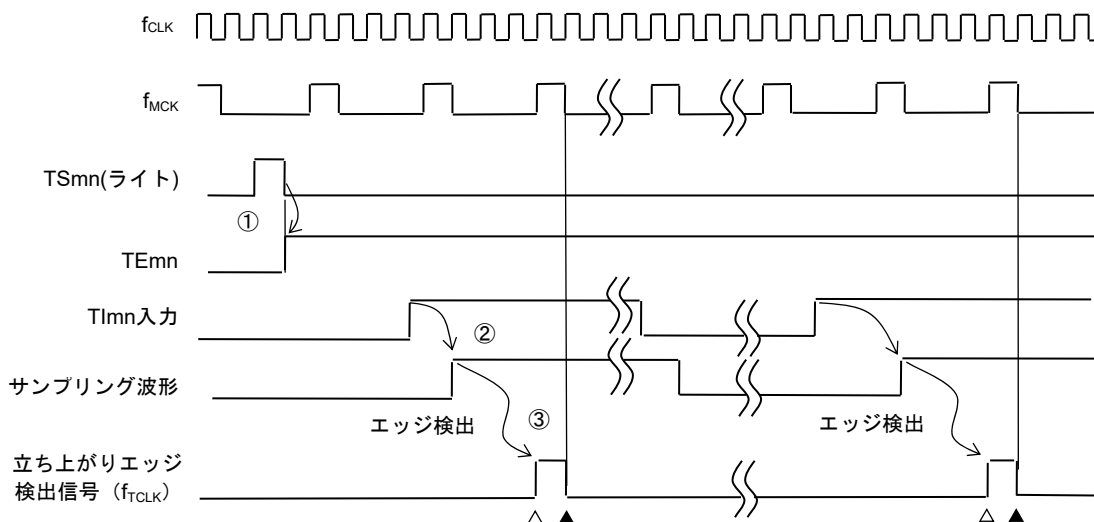 fCLK
fMCK
TSmn(ライト)
①
TEmn
TImn入力
②
サンプリング波形
エッジ検出
③
エッジ検出
立ち上がりエッジ
検出信号（fTCLK）
△ ▲ △ ▲